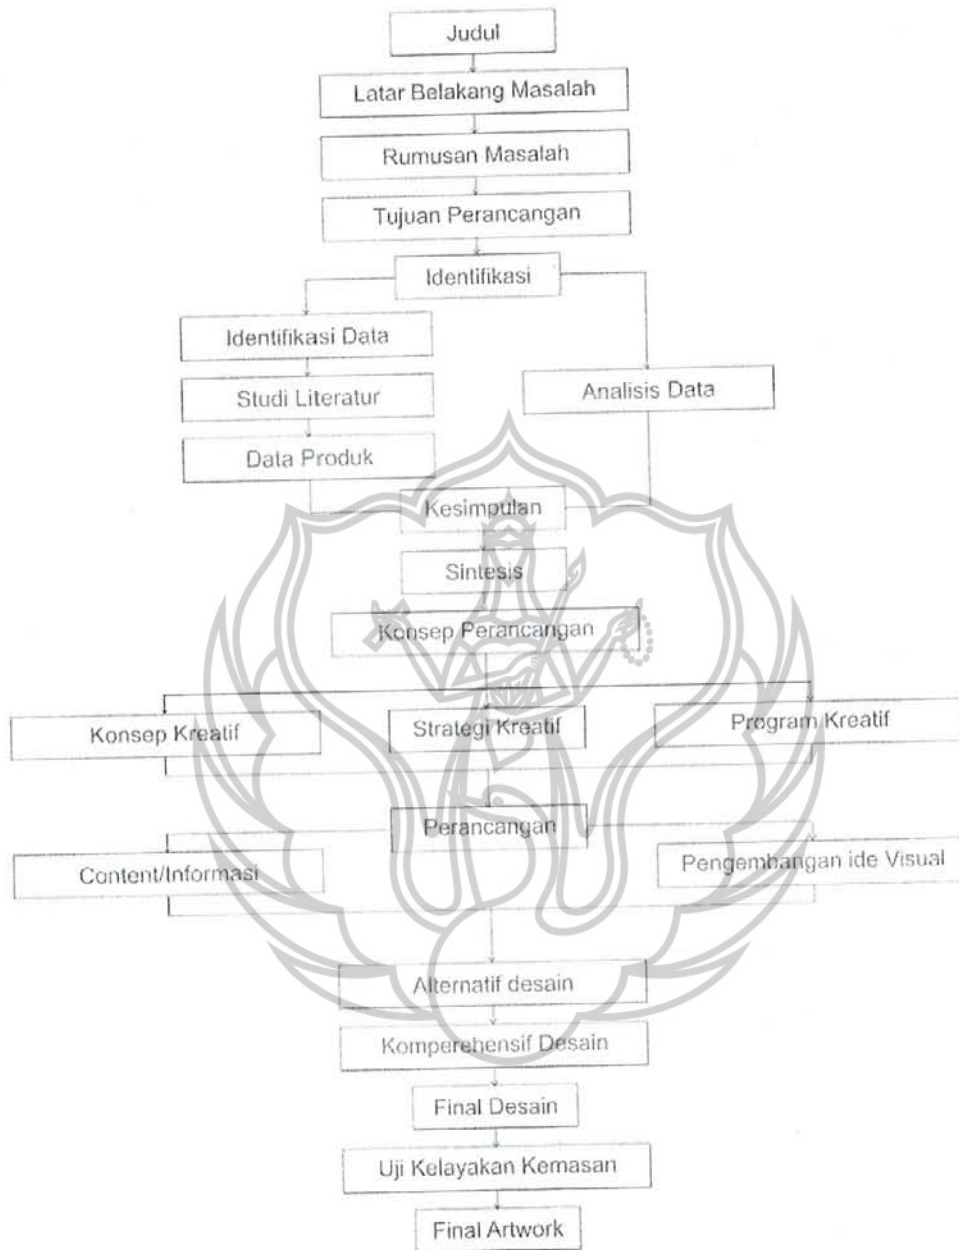 Judul
Latar Belakang Masalah
Rumusan Masalah
Tujuan Perancangan
Identifikasi
Identifikasi Data
Studi Literatur
Analisis Data
Data Produk
Kesimpulan
Sintesis
Konsep Perancangan
Konsep Kreatif
Strategi Kreatif
Program Kreatif
Perancangan
Content/Informasi
Pengembangan ide Visual
Alternatif desain
Komperehensif Desain
Final Desain
Uji Kelayakan Kemasan
Final Artwork